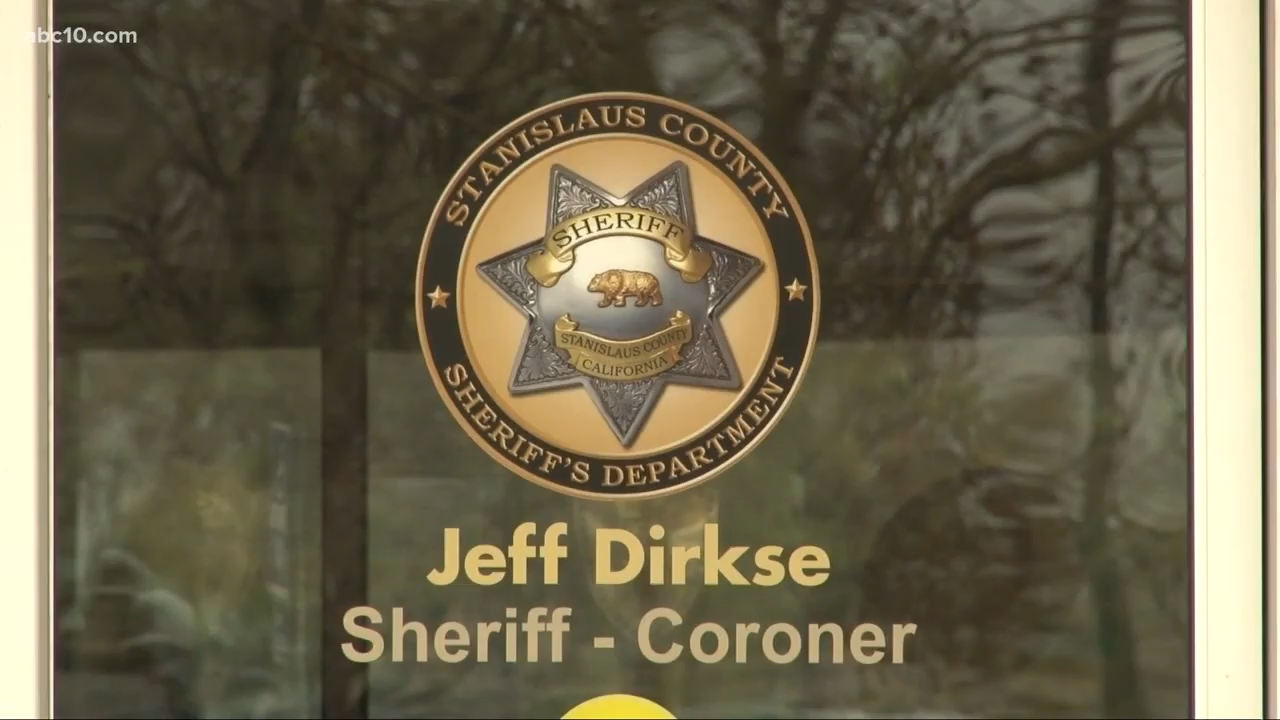 abc10.com
STANISLAUS COUNTY
SHERIFF
STANISLAUS COUNTY
CALIFORNIA
SHERIFF'S DEPARTMENT
Jeff Dirkse
Sheriff - Coroner